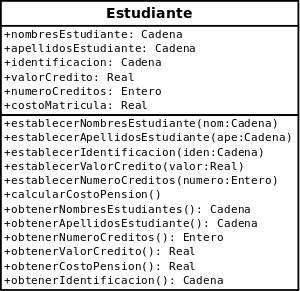 Estudiante
+nombresEstudiante: Cadena
+apellidosEstudiante: Cadena
+identificacion: Cadena
+valorCredito: Real
+numeroCreditos: Entero
+costoMatricula: Real
+establecerNombresEstudiante(nom:Cadena)
+establecerApellidosEstudiante(ape:Cadena)
+establecerIdentificacion(iden:Cadena)
+establecerValorCredito(valor:Real)
+establecerNumeroCreditos(numero:Entero)
+calcularCostoPension()
+obtenerNombresEstudiantes(): Cadena
+obtenerApellidosEstudiante(): Cadena
+obtenerNumeroCreditos(): Entero
+obtenerValorCredito(): Real
+obtenerCostoPension(): Real
+obtenerIdentificacion(): Cadena